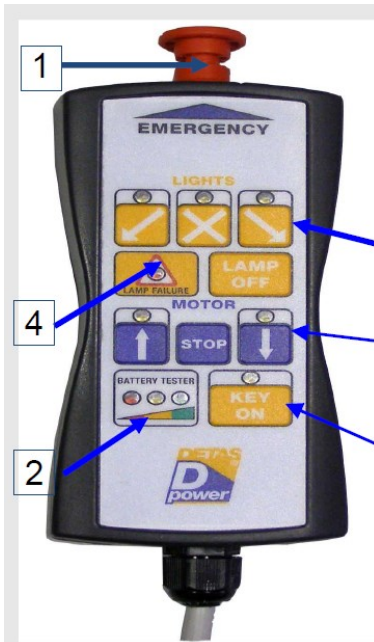 1
EMERGENCY
LIGHTS
4
LAMP FAILURE
LAMP OFF
MOTOR
STOP
BATTERY TESTER
KEY ON
2
DETAS
D
power